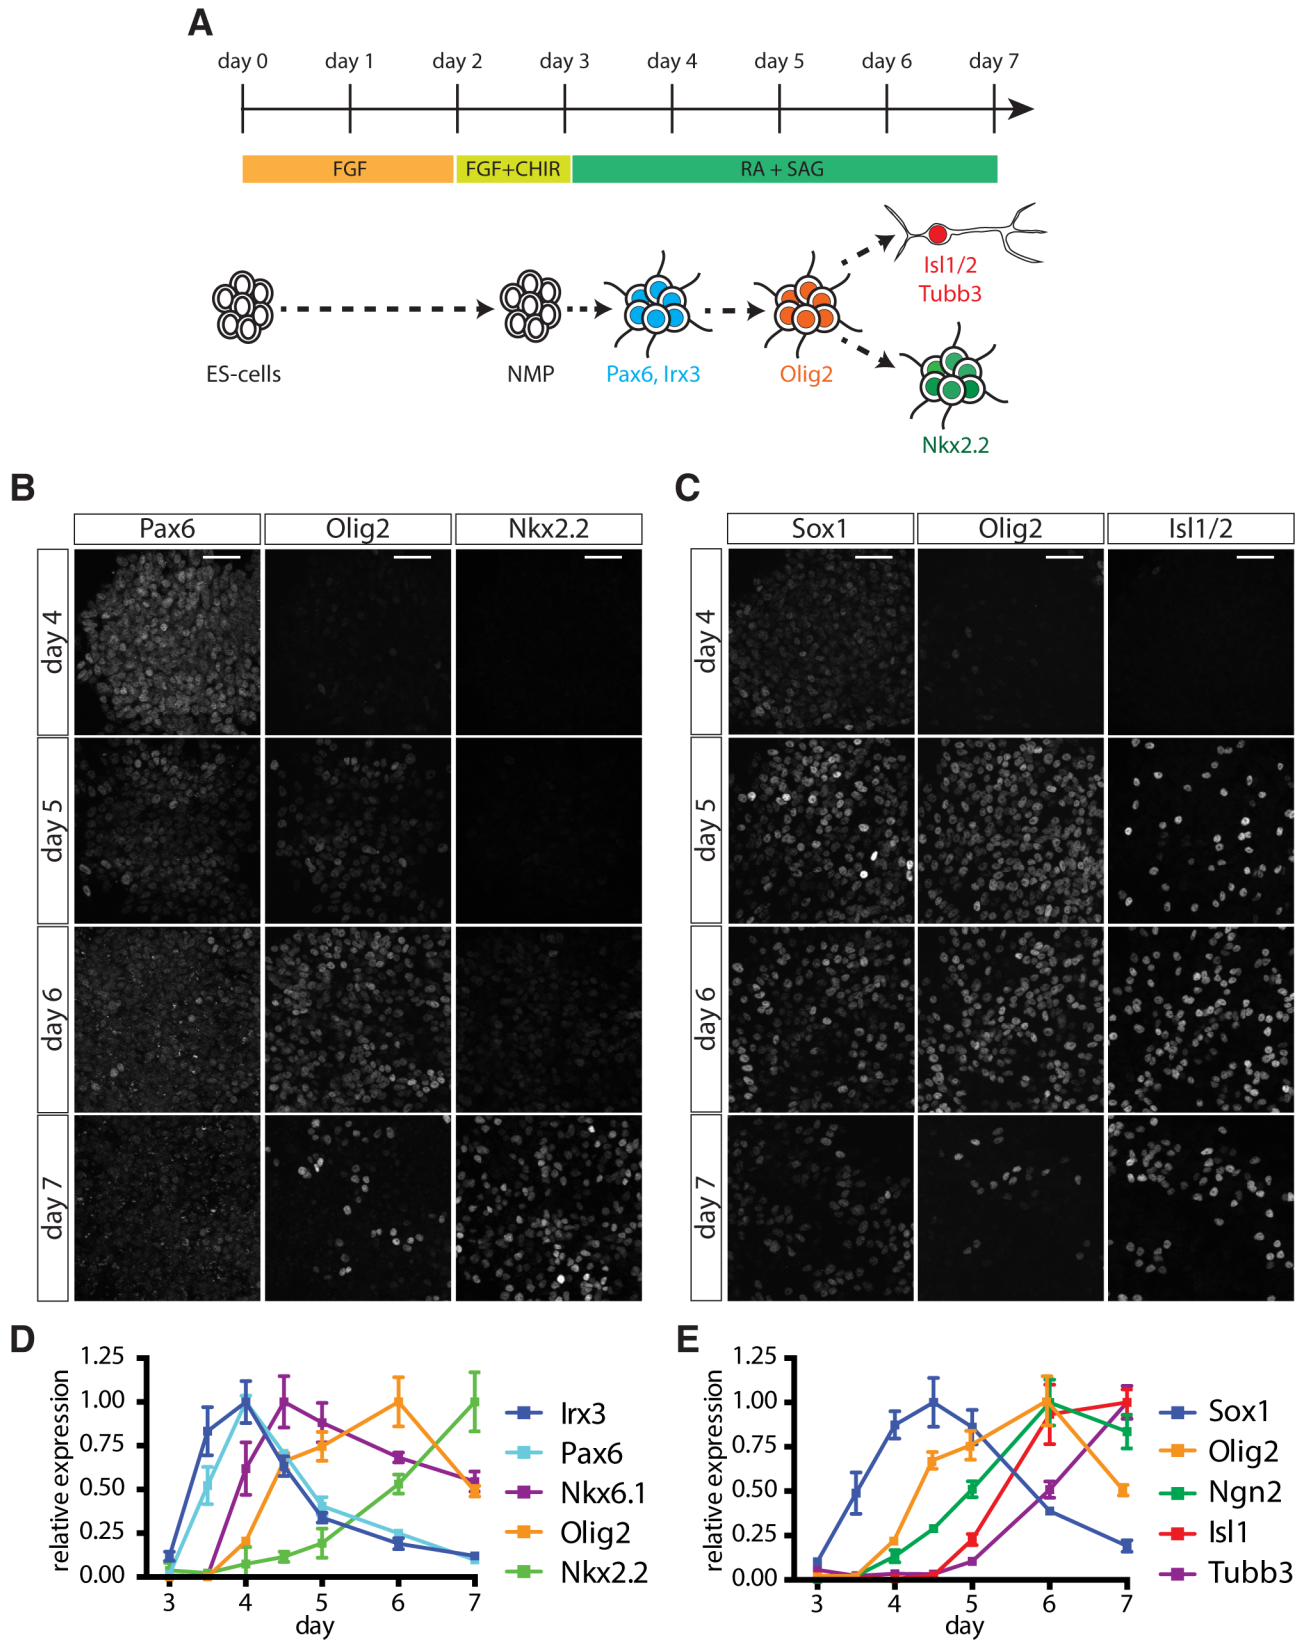 A
day 0 day 1 day 2 day 3 day 4 day 5 day 6 day 7
FGF FGF+CHIR RA + SAG
Isl1/2
Tubb3
ES-cells NMP Pax6, Irx3 Olig2
Nkx2.2
B
Pax6 Olig2 Nkx2.2
day 4
day 5
day 6
day 7
C
Sox1 Olig2 Isl1/2
day 4
day 5
day 6
day 7
D
relative expression
1.25
1.00
0.75
0.50
0.25
0.00
3 4 5 6 7
day
Irx3
Pax6
Nkx6.1
Olig2
Nkx2.2
E
relative expression
1.25
1.00
0.75
0.50
0.25
0.00
3 4 5 6 7
day
Sox1
Olig2
Ngn2
Isl1
Tubb3